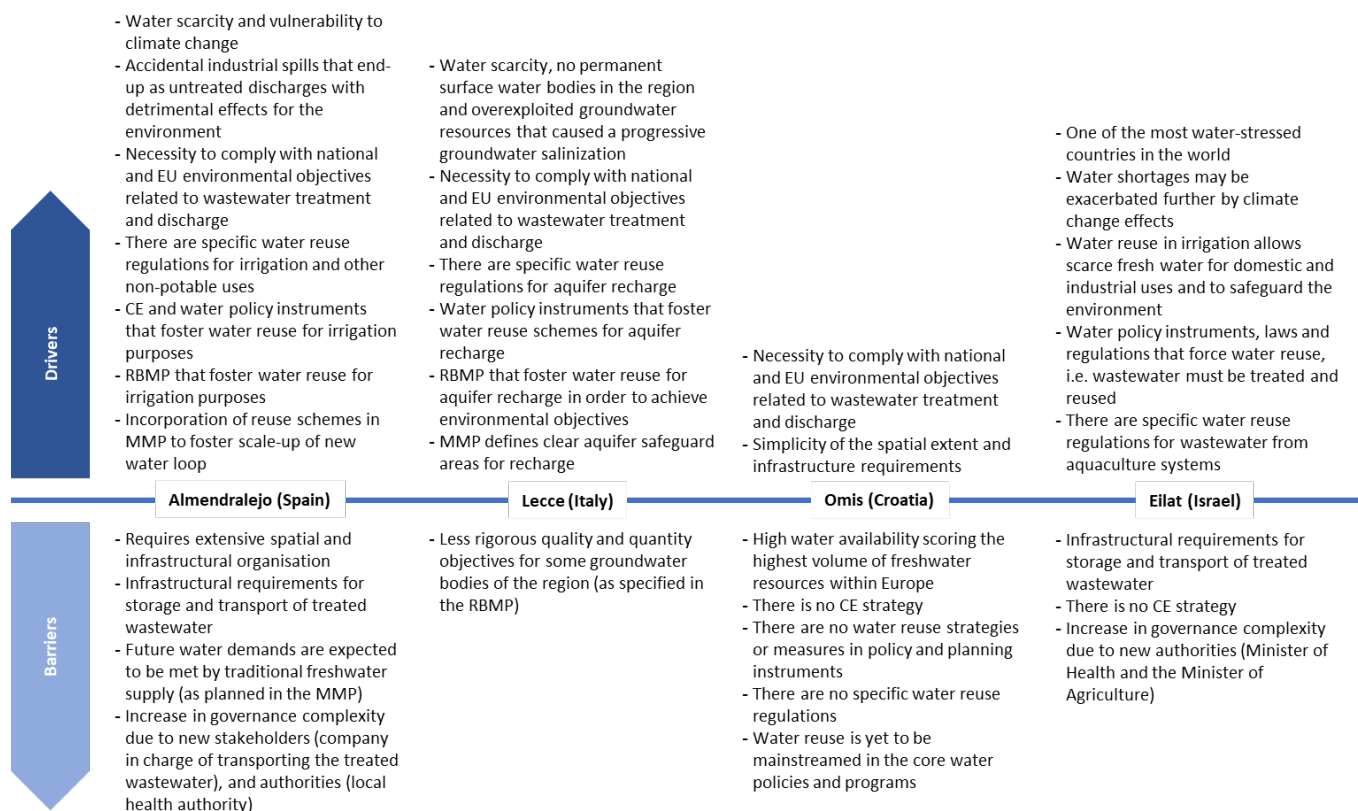 Drivers
- Water scarcity and vulnerability to
climate change
- Accidental industrial spills that end-
up as untreated discharges with
detrimental effects for the
environment
- Necessity to comply with national
and EU environmental objectives
related to wastewater treatment
and discharge
- There are specific water reuse
regulations for irrigation and other
non-potable uses
- CE and water policy instruments
that foster water reuse for irrigation
purposes
- RBMP that foster water reuse for
irrigation purposes
- Incorporation of reuse schemes in
MMP to foster scale-up of new
water loop
- Water scarcity, no permanent
surface water bodies in the region
and overexploited groundwater
resources that caused a progressive
groundwater salinization
- Necessity to comply with national
and EU environmental objectives
related to wastewater treatment
and discharge
- There are specific water reuse
regulations for aquifer recharge
- Water policy instruments that foster
water reuse schemes for aquifer
recharge
- RBMP that foster water reuse for
aquifer recharge in order to achieve
environmental objectives
- MMP defines clear aquifer safeguard
areas for recharge
- Necessity to comply with national
and EU environmental objectives
related to wastewater treatment
and discharge
- Simplicity of the spatial extent and
infrastructure requirements
- One of the most water-stressed
countries in the world
- Water shortages may be
exacerbated further by climate
change effects
- Water reuse in irrigation allows
scarce fresh water for domestic and
industrial uses and to safeguard the
environment
- Water policy instruments, laws and
regulations that force water reuse,
i.e. wastewater must be treated and
reused
- There are specific water reuse
regulations for wastewater from
aquaculture systems
Almendralejo (Spain)
Lecce (Italy)
Omis (Croatia)
Eilat (Israel)
Barriers
- Requires extensive spatial and
infrastructural organisation
- Infrastructural requirements for
storage and transport of treated
wastewater
- Future water demands are expected
to be met by traditional freshwater
supply (as planned in the MMP)
- Increase in governance complexity
due to new stakeholders (company
in charge of transporting the treated
wastewater), and authorities (local
health authority)
- Less rigorous quality and quantity
objectives for some groundwater
bodies of the region (as specified in
the RBMP)
- High water availability scoring the
highest volume of freshwater
resources within Europe
- There is no CE strategy
- There are no water reuse strategies
or measures in policy and planning
instruments
- There are no specific water reuse
regulations
- Water reuse is yet to be
mainstreamed in the core water
policies and programs
- Infrastructural requirements for
storage and transport of treated
wastewater
- There is no CE strategy
- Increase in governance complexity
due to new authorities (Minister of
Health and the Minister of
Agriculture)